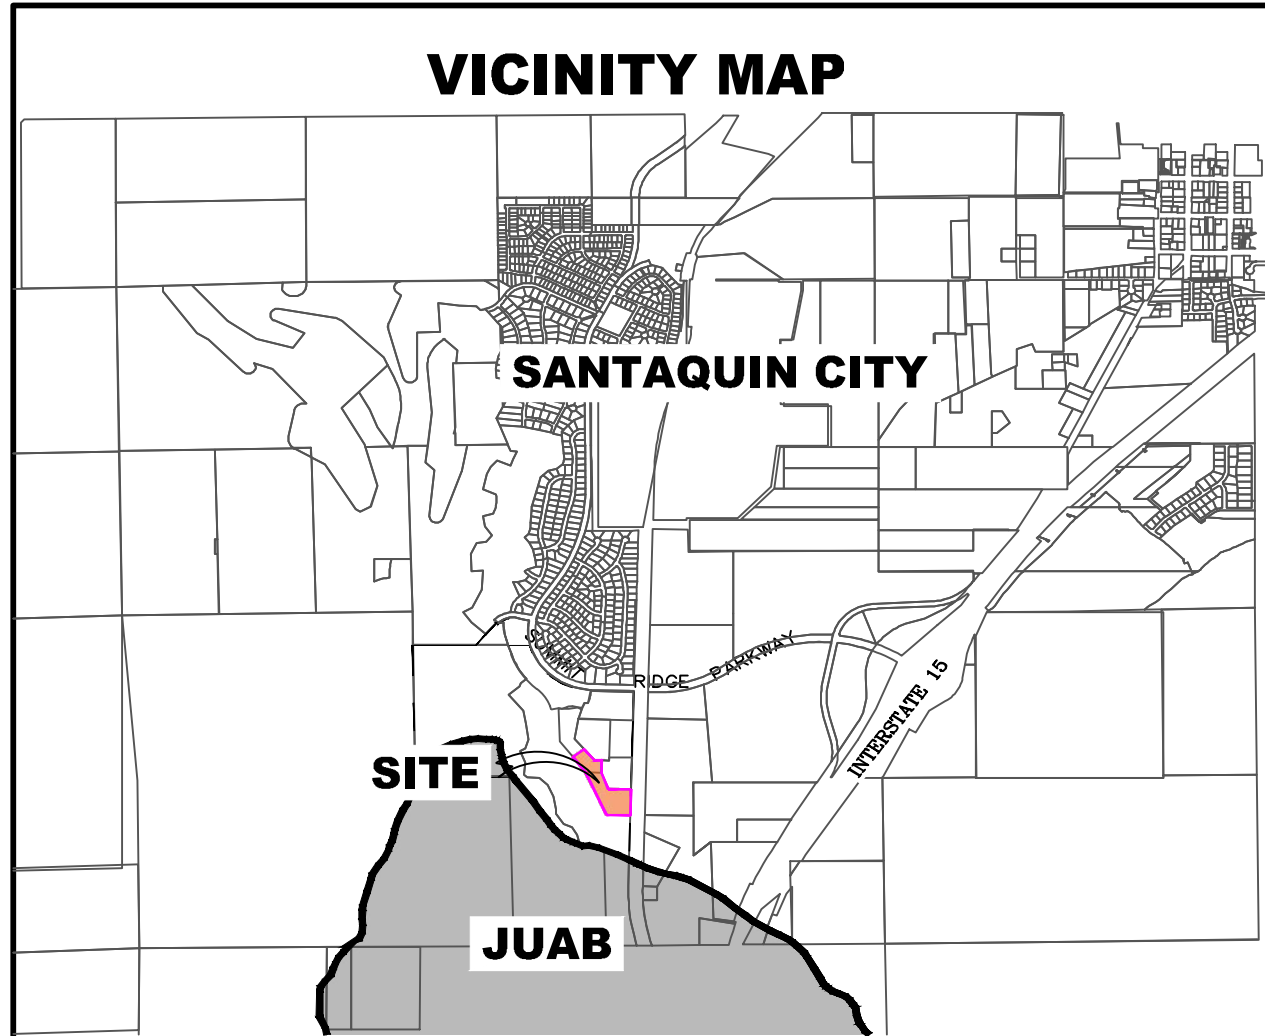 VICINITY MAP
SANTAQUIN CITY
SUMMIT RIDGE PARKWAY
INTERSTATE 15
SITE
JUAB